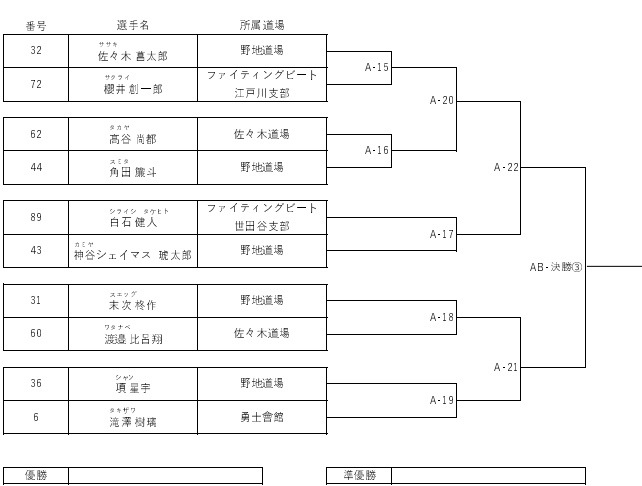 番号 選手名 所属道場
ササキ
32 佐々木 菖太郎 野地道場
A-15
サクライ ファイティングビート
72 櫻井 創一郎 江戸川支部
A-20
タカヤ
62 高谷 尚都 佐々木道場
A-16
スミタ
44 角田 龍斗 野地道場
A-22
シライシ タケヒト ファイティングビート
89 白石 健人 世田谷支部
A-17
カミヤ
43 神谷シェイマス 琥太郎 野地道場
AB-決勝③
スエツグ
31 末次 柊作 野地道場
A-18
ワタナベ
60 渡邉 比呂翔 佐々木道場
A-21
シャン
36 項 星宇 野地道場
A-19
タキザワ
6 滝澤 樹璃 勇士會館
優勝 準優勝